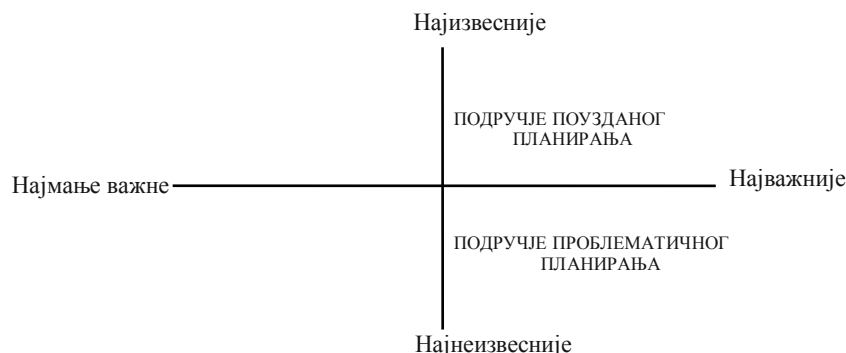 Најизвесније
ПОДРУЧЈЕ ПОУЗДАНОГ
ПЛАНИРАЊА
Најмање важне
Најважније
ПОДРУЧЈЕ ПРОБЛЕМАТИЧНОГ
ПЛАНИРАЊА
Најнеизвесније